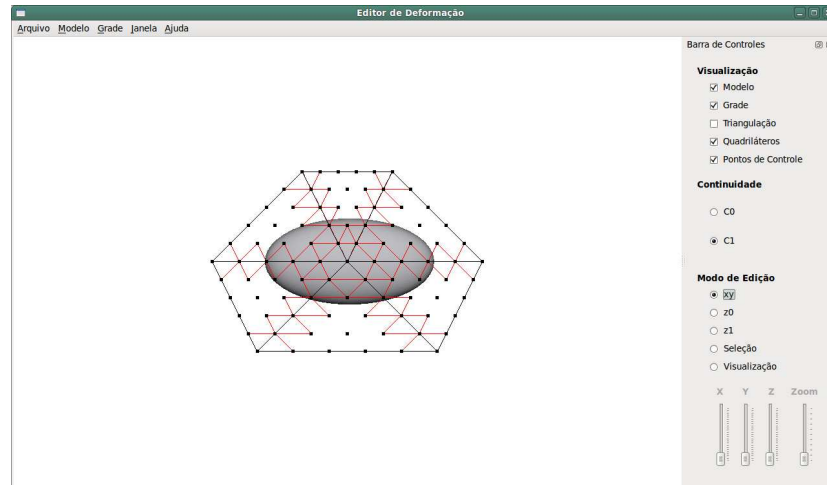 Editor de Deformação
Arquivo Modelo Grade Janela Ajuda
Barra de Controles
Visualização
Modelo
Grade
Triangulação
Quadriláteros
Pontos de Controle
Continuidade
C0
C1
Modo de Edição
xy
z0
z1
Seleção
Visualização
X Y Z Zoom